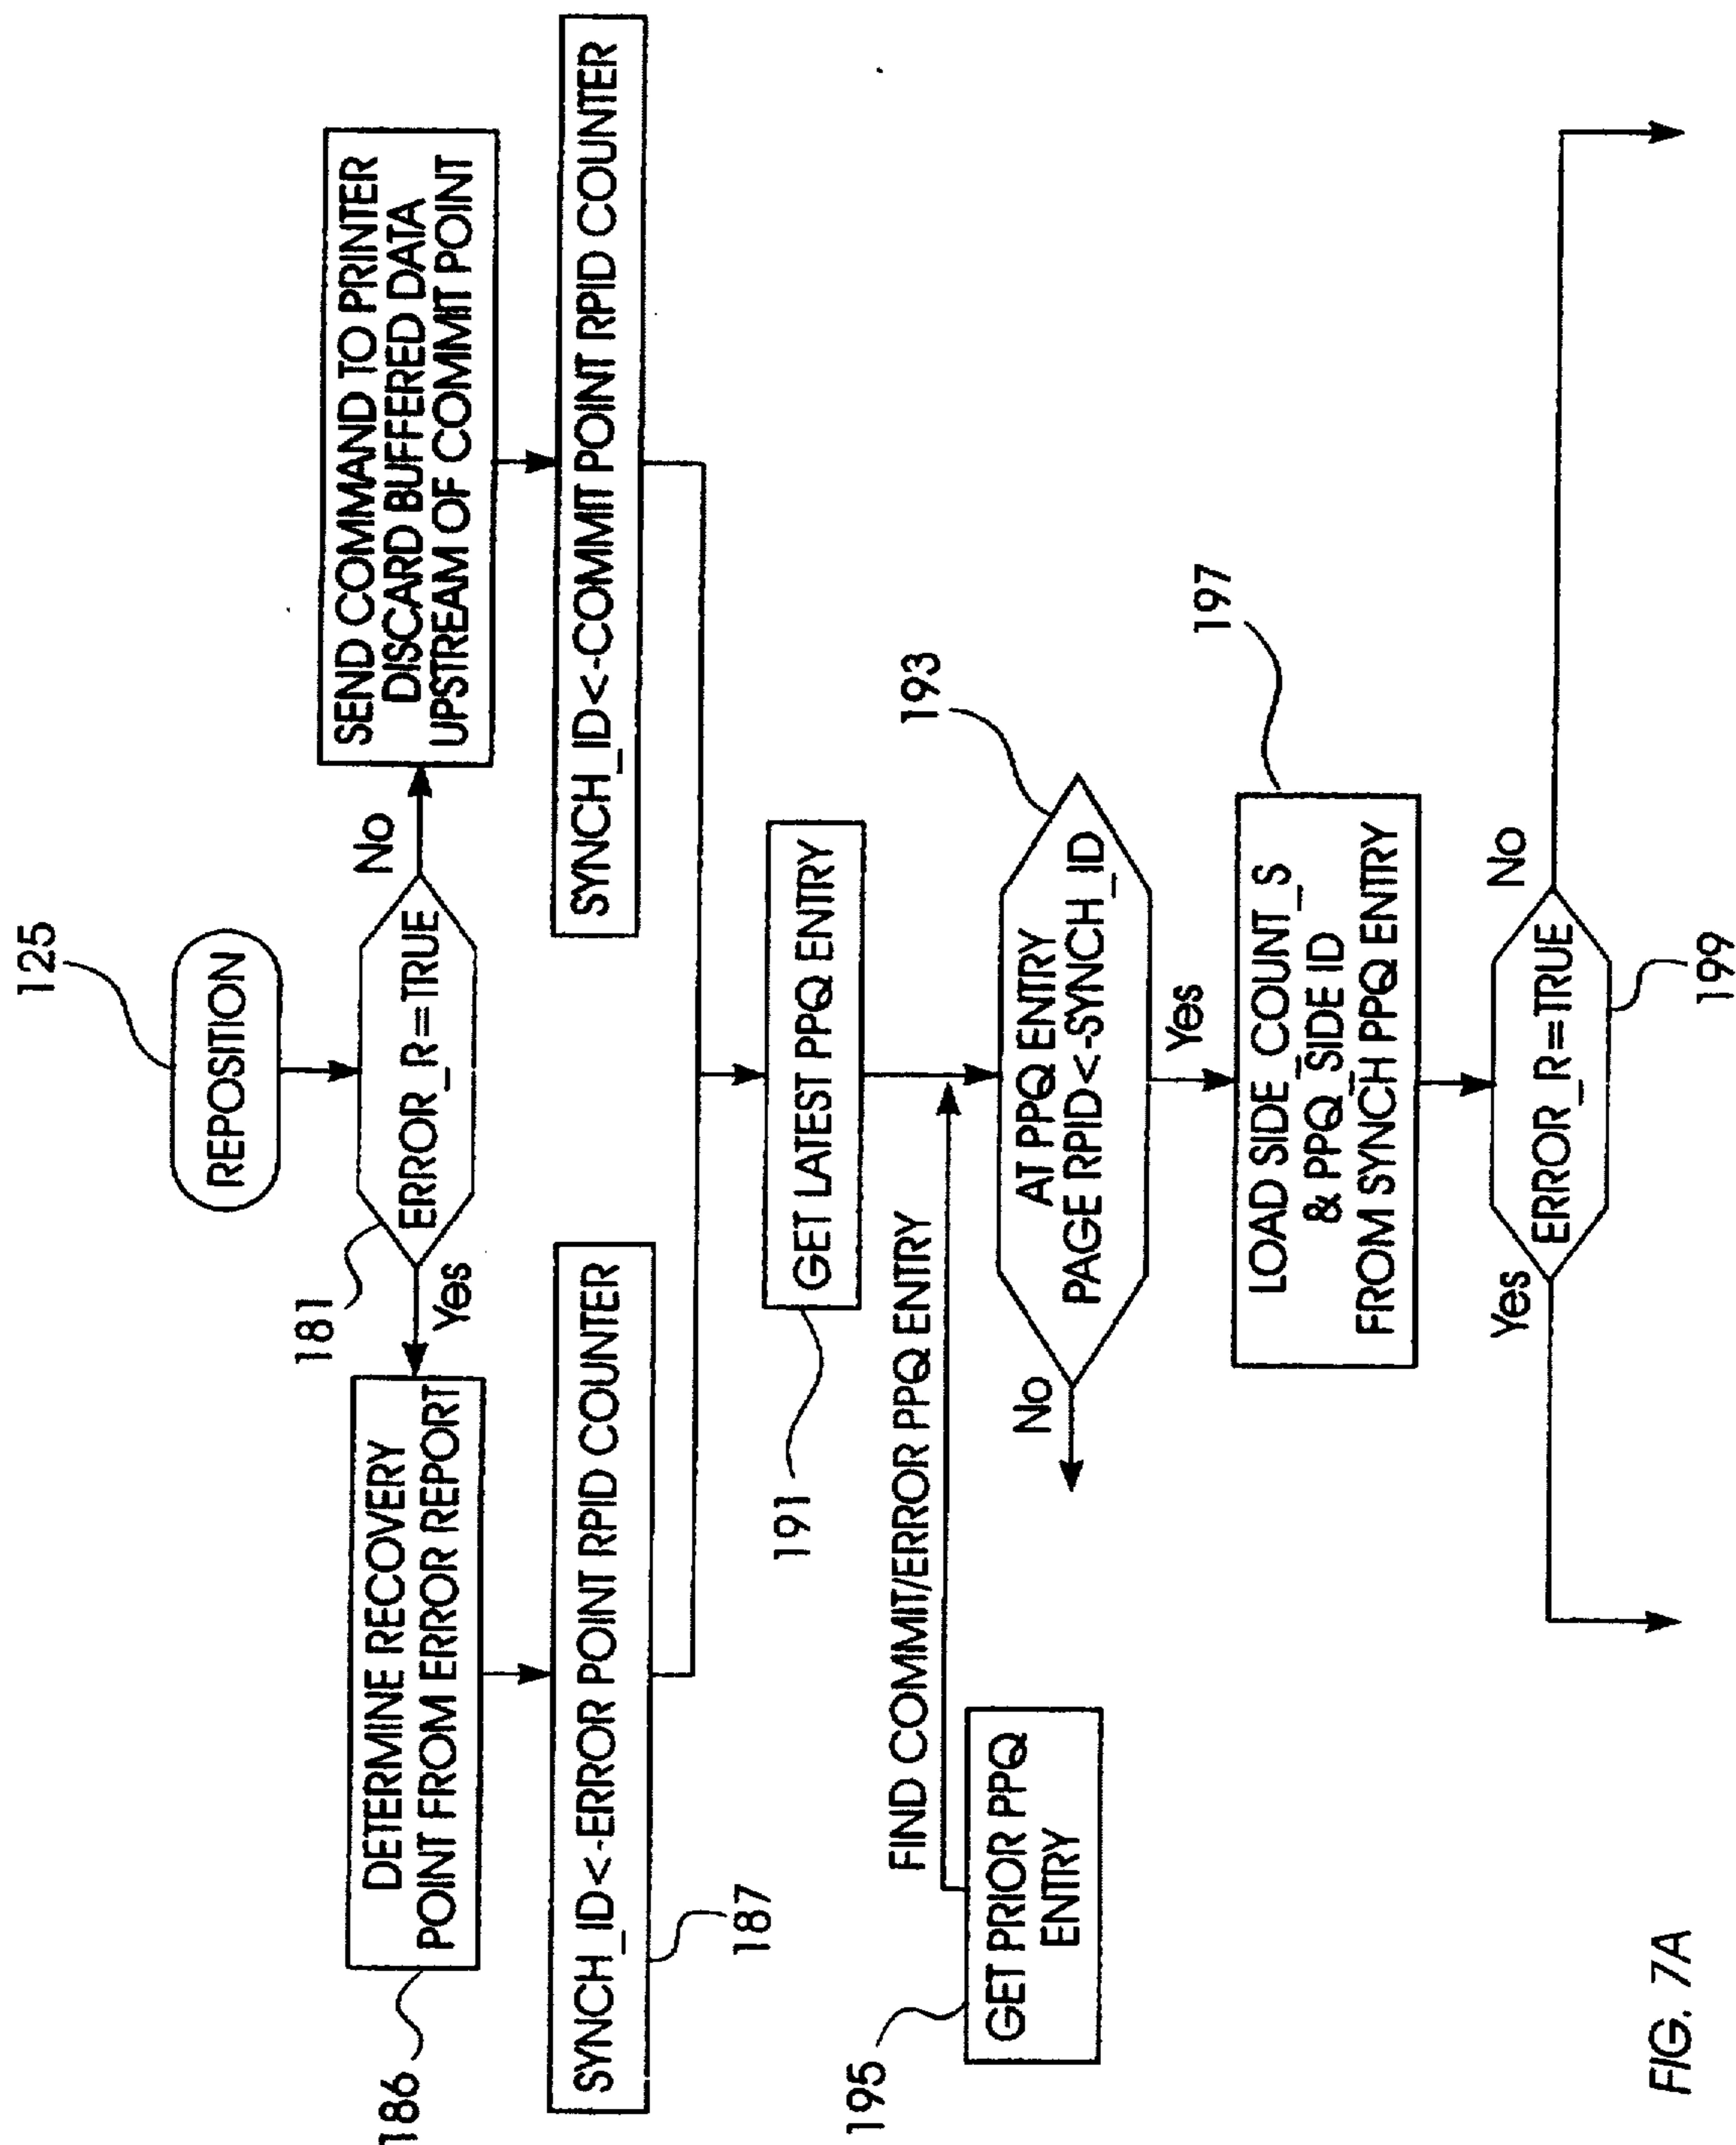 125
REPOSITION
181
ERROR_R=TRUE
Yes
No
186
DETERMINE RECOVERY
POINT FROM ERROR REPORT
SEND COMMAND TO PRINTER
DISCARD BUFFERED DATA
UPSTREAM OF COMMIT POINT
187
SYNCH_ID<-ERROR POINT RPID COUNTER
SYNCH_ID<-COMMIT POINT RPID COUNTER
191
GET LATEST PPQ ENTRY
FIND COMMIT/ERROR PPQ ENTRY
195
GET PRIOR PPQ
ENTRY
193
AT PPQ ENTRY
PAGE RPID<-SYNCH_ID
No
Yes
197
LOAD SIDE_COUNT_S
& PPQ_SIDE_ID
FROM SYNCH PPQ ENTRY
Yes
ERROR_R=TRUE
No
199
FIG. 7A